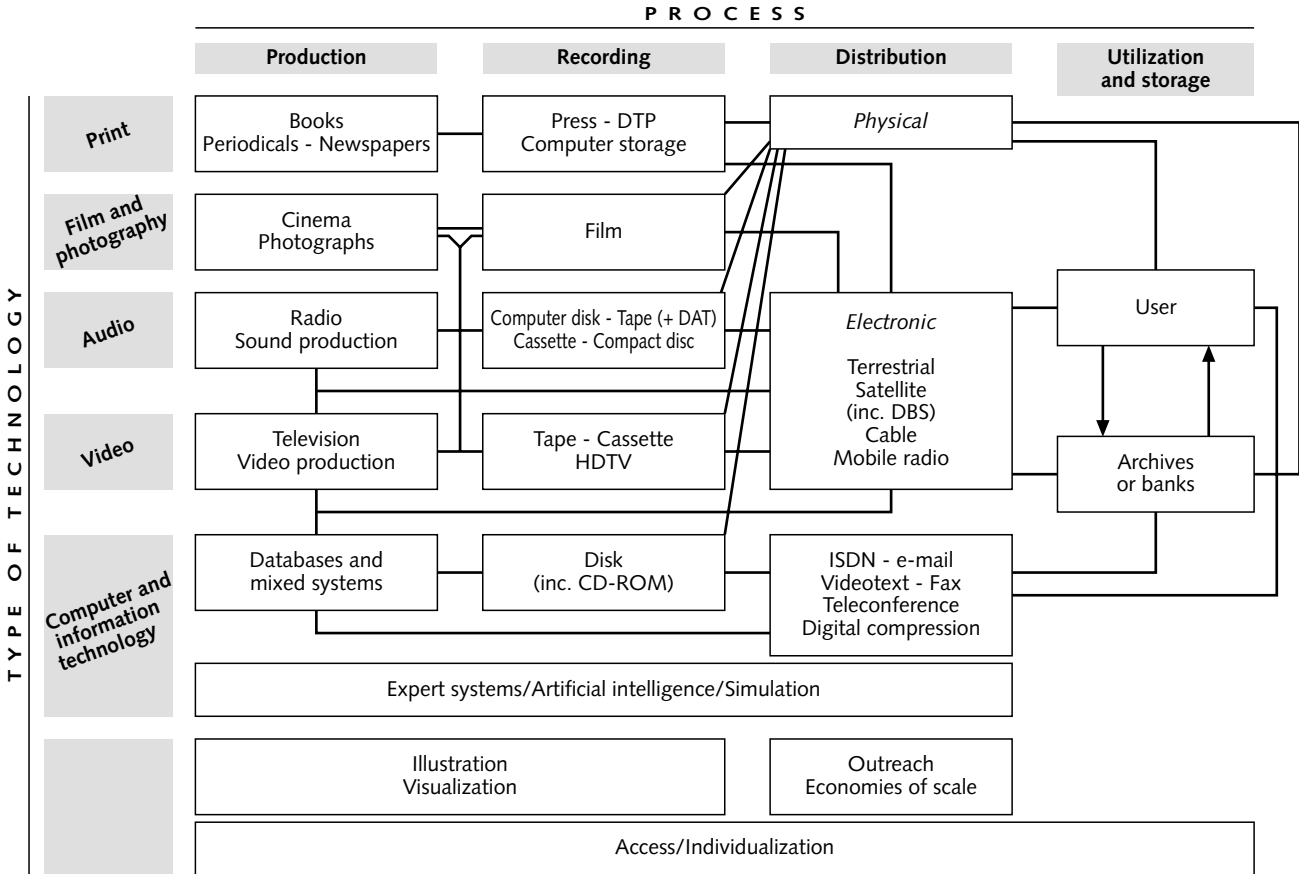 PROCESS
Production
Recording
Distribution
Utilization
and storage
TYPE OF TECHNOLOGY
Print
Books
Periodicals - Newspapers
Press - DTP
Computer storage
Physical
Film and
photography
Cinema
Photographs
Film
Audio
Radio
Sound production
Computer disk - Tape (+ DAT)
Cassette - Compact disc
Electronic
Terrestrial
Satellite
(inc. DBS)
Cable
Mobile radio
User
Video
Television
Video production
Tape - Cassette
HDTV
Archives
or banks
Computer and
information
technology
Databases and
mixed systems
Disk
(inc. CD-ROM)
ISDN - e-mail
Videotext - Fax
Teleconference
Digital compression
Expert systems/Artificial intelligence/Simulation
Illustration
Visualization
Outreach
Economies of scale
Access/Individualization